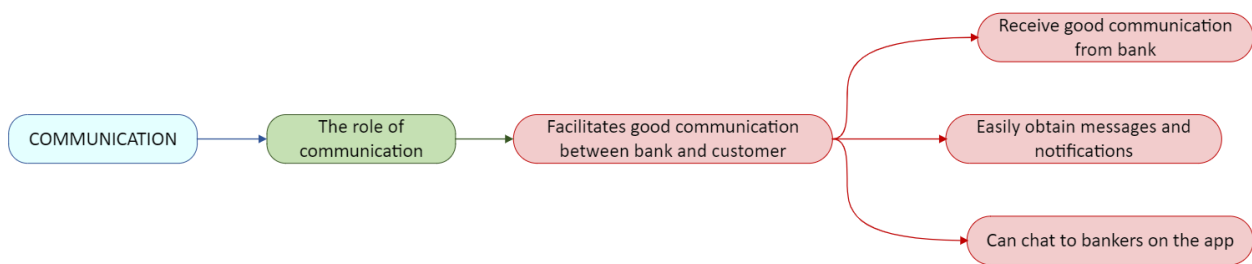 Receive good communication
from bank
COMMUNICATION
The role of
communication
Facilitates good communication
between bank and customer
Easily obtain messages and
notifications
Can chat to bankers on the app